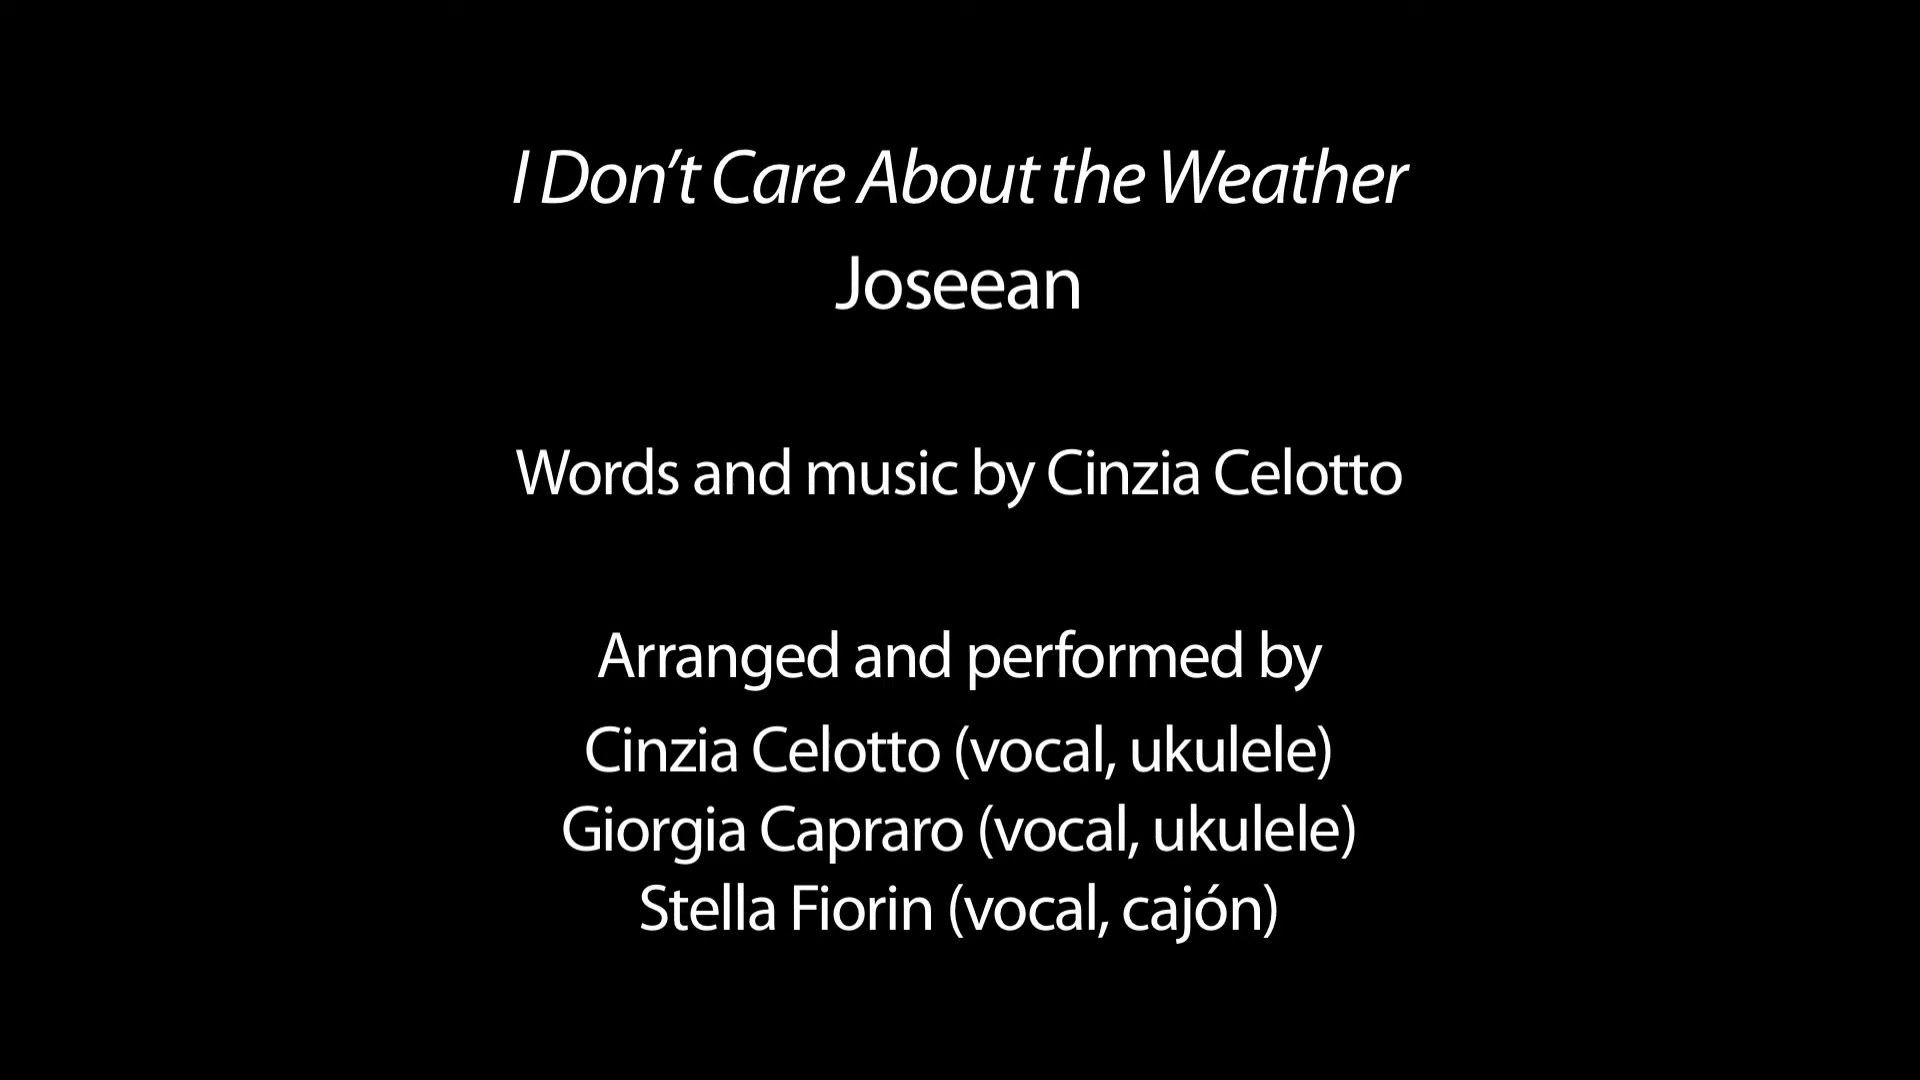 I Don’t Care About the Weather
Joseean
Words and music by Cinzia Celotto
Arranged and performed by
Cinzia Celotto (vocal, ukulele)
Giorgia Capraro (vocal, ukulele)
Stella Fiorin (vocal, cajón)